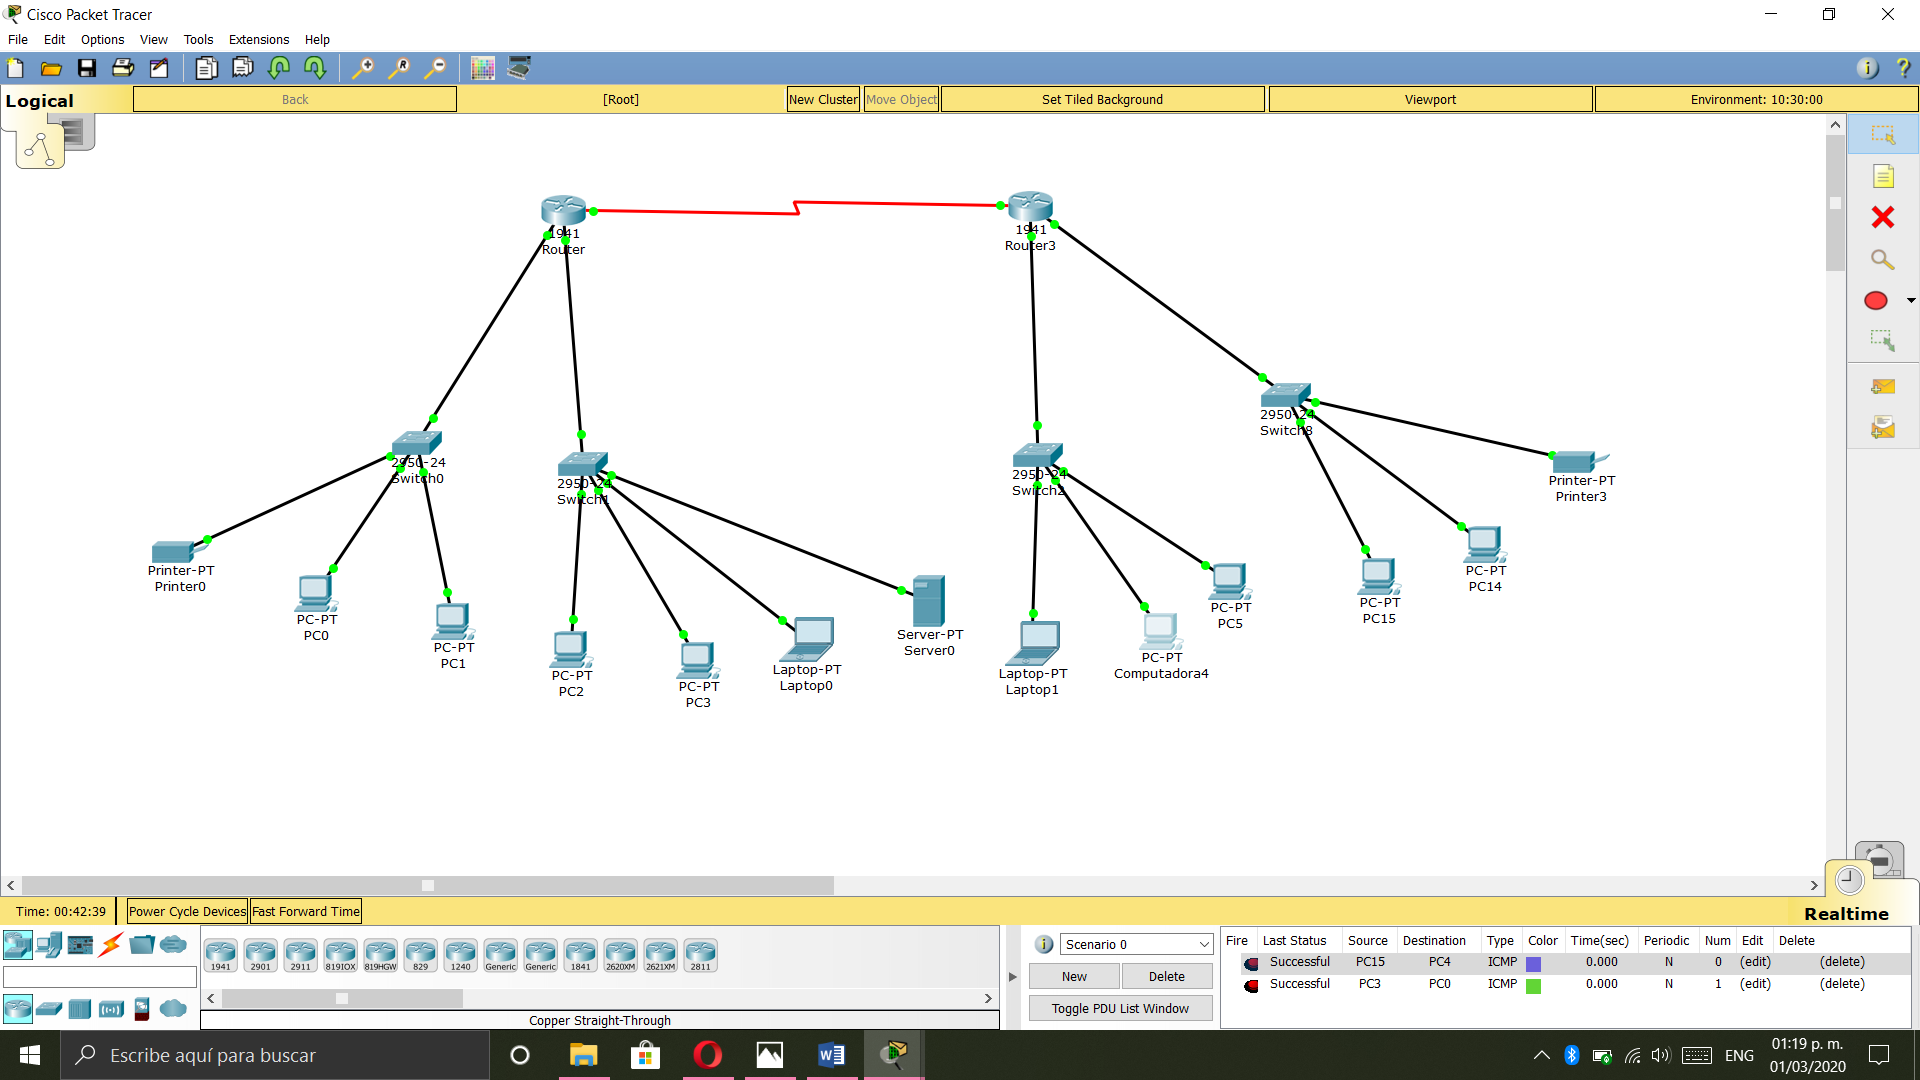 Cisco Packet Tracer
File Edit Options View Tools Extensions Help
Logical Back [Root] New Cluster Move Object Set Tiled Background Viewport Environment: 10:30:00
1941
Router
1941
Router3
2950-24
Switch0
2950-24
Switch1
2950-24
Switch2
2950-24
Switch8
Printer-PT
Printer0
PC-PT
PC0
PC-PT
PC1
PC-PT
PC2
PC-PT
PC3
Laptop-PT
Laptop0
Server-PT
Server0
Laptop-PT
Laptop1
PC-PT
Computadora4
PC-PT
PC5
PC-PT
PC15
PC-PT
PC14
Printer-PT
Printer3
Time: 00:42:39 Power Cycle Devices Fast Forward Time Realtime
1941 2901 2911 819IOX 819HGW 829 1240 Generic Generic 1841 2620XM 2621XM 2811
Copper Straight-Through
Scenario 0
New Delete
Toggle PDU List Window
Fire Last Status Source Destination Type Color Time(sec) Periodic Num Edit Delete
Successful PC15 PC4 ICMP 0.000 N 0 (edit) (delete)
Successful PC3 PC0 ICMP 0.000 N 1 (edit) (delete)
Escribe aquí para buscar
ENG
01:19 p. m.
01/03/2020